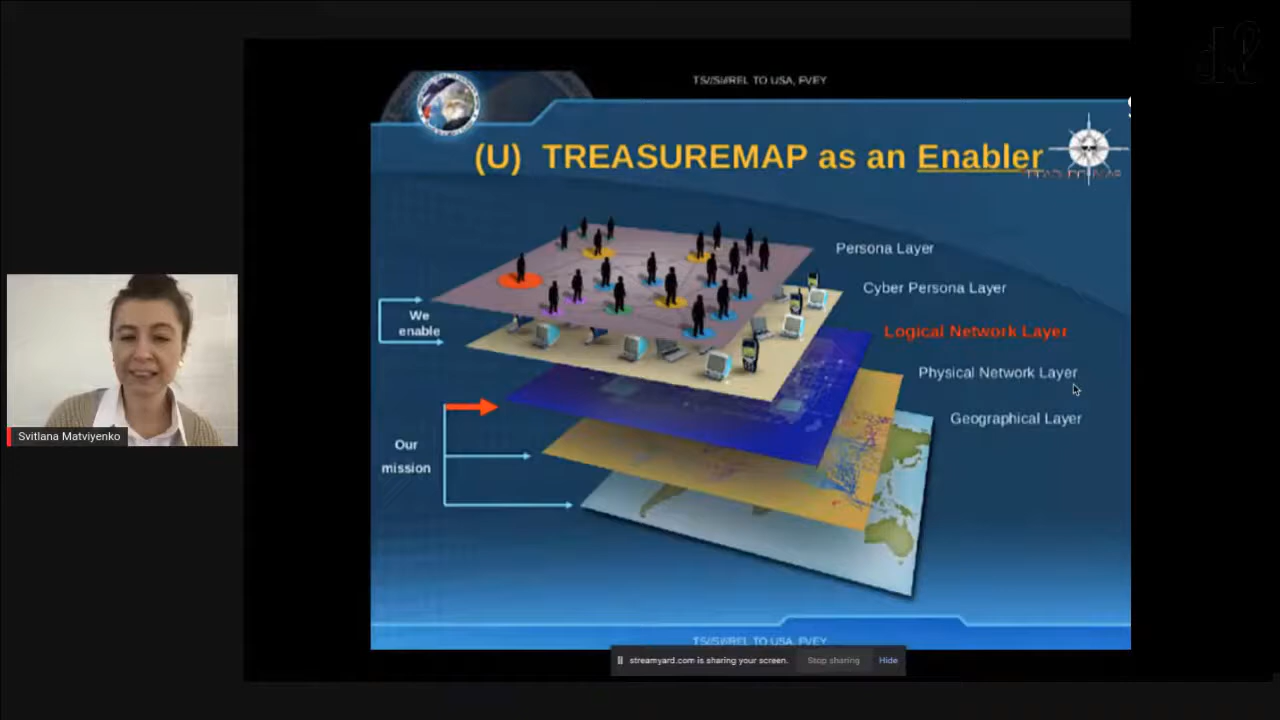 TS//SI//REL TO USA, FVEY
(U) TREASUREMAP as an Enabler
TREASURE MAP
Persona Layer
Cyber Persona Layer
We
enable
Logical Network Layer
Physical Network Layer
Geographical Layer
Our
mission
Svitlana Matviyenko
TS//SI//REL TO USA, FVEY
streamyard.com is sharing your screen.
Stop sharing
Hide